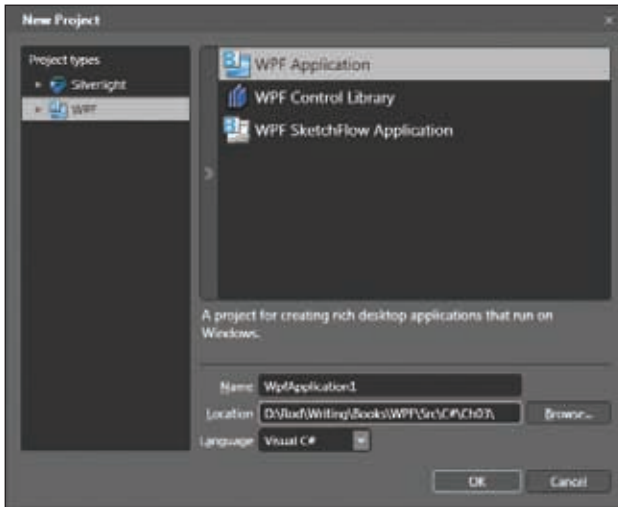 New Project
Project types
Silverlight
WPF
WPF Application
WPF Control Library
WPF SketchFlow Application
A project for creating rich desktop applications that run on
Windows.
Name WpfApplication1
Location D:\Rod\Writing\Books\WPF\Src\C#\Ch03\ Browse...
Language Visual C#
OK Cancel